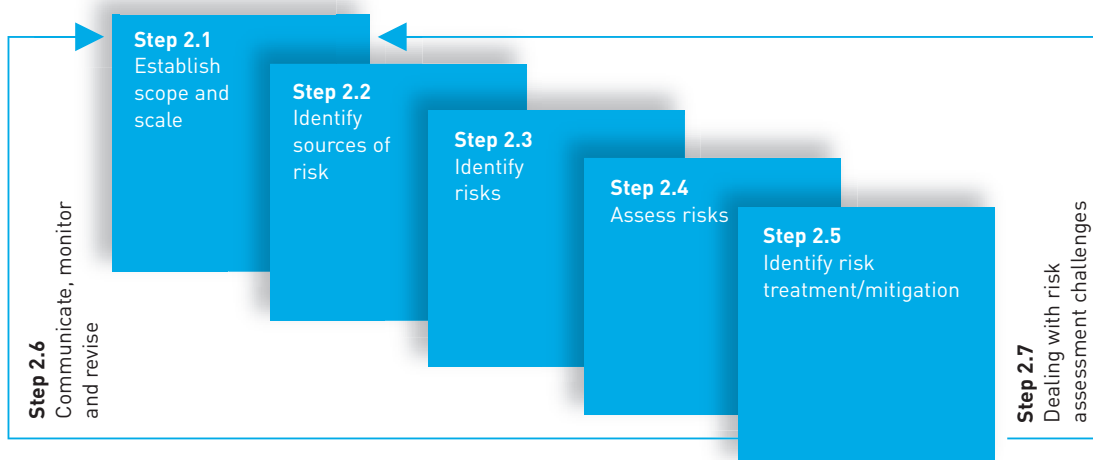 Step 2.1
Establish
scope and
scale
Step 2.2
Identify
sources of
risk
Step 2.3
Identify
risks
Step 2.4
Assess risks
Step 2.5
Identify risk
treatment/mitigation
Step 2.6
Communicate, monitor
and revise
Step 2.7
Dealing with risk
assessment challenges